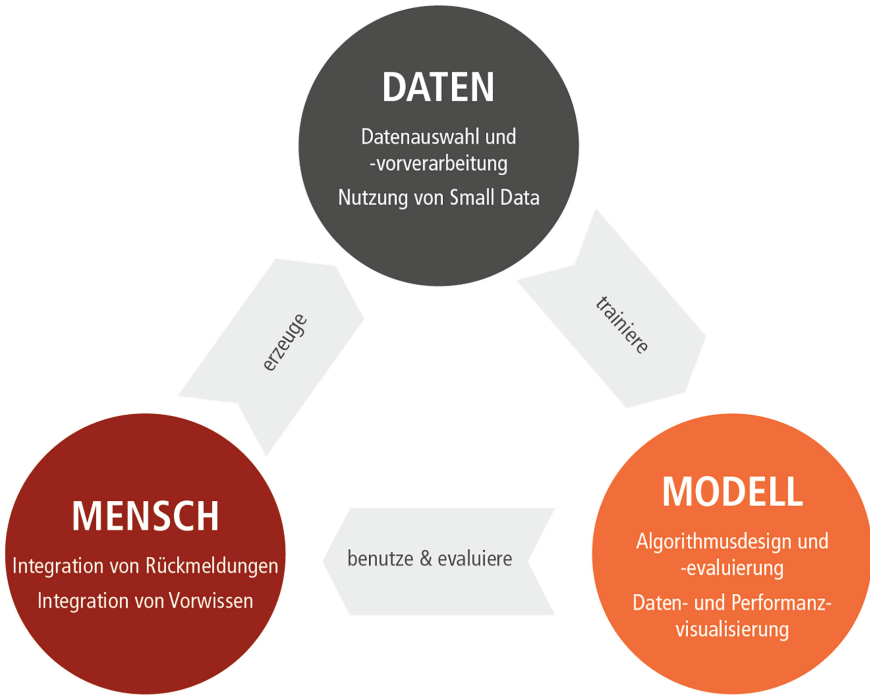 DATEN
Datenauswahl und
-vorverarbeitung
Nutzung von Small Data
erzeuge
trainiere
MENSCH
Integration von Rückmeldungen
Integration von Vorwissen
benutze & evaluiere
MODELL
Algorithmusdesign und
-evaluierung
Daten- und Performanz-
visualisierung